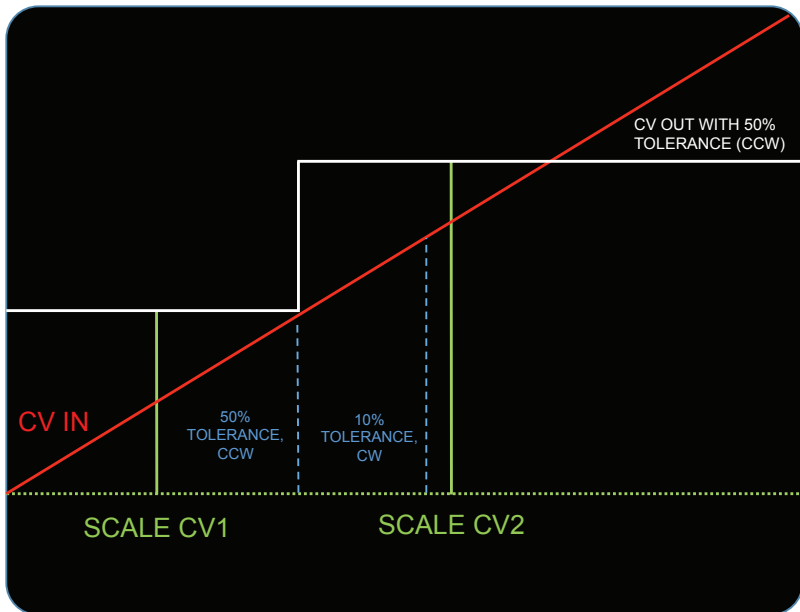 CV OUT WITH 50%
TOLERANCE (CCW)
CV IN
50%
TOLERANCE,
CCW
10%
TOLERANCE,
CW
SCALE CV1
SCALE CV2